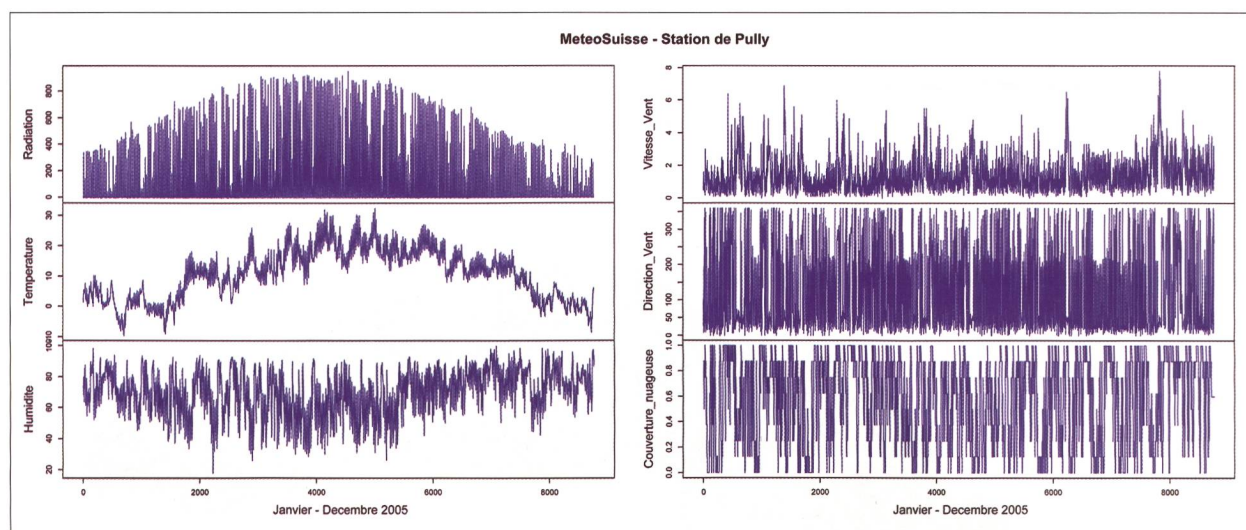 MeteoSuisse - Station de Pully
Radiation
0 200 400 600 800
Temperature
-10 0 10 20 30
Humidite
20 40 60 80 100
0 2000 4000 6000 8000
Janvier - Decembre 2005
Vitesse_Vent
0 2 4 6 8
Direction_Vent
0 50 100 200 300
Couverture_nuageuse
0.0 0.2 0.4 0.6 0.8 1.0
0 2000 4000 6000 8000
Janvier - Decembre 2005